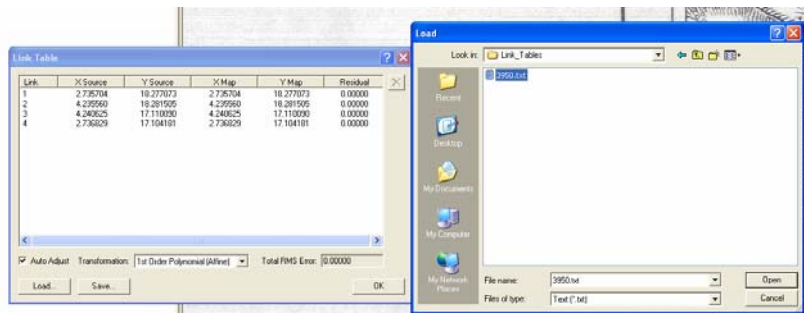 Link Table
Link X Source Y Source X Map Y Map Residual
1 2.735704 18.277073 2.735704 18.277073 0.00000
2 4.235560 18.281505 4.235560 18.281505 0.00000
3 4.240625 17.110090 4.240625 17.110090 0.00000
4 2.736829 17.104181 2.736829 17.104181 0.00000
Auto Adjust Transformation: 1st Order Polynomial (Affine) Total RMS Error: 0.00000
Load... Save... OK
Load
Look in: Link_Tables
3950.txt
Recent
Desktop
My Documents
My Computer
My Network
Places
File name: 3950.txt Open
Files of type: Text (*.txt) Cancel